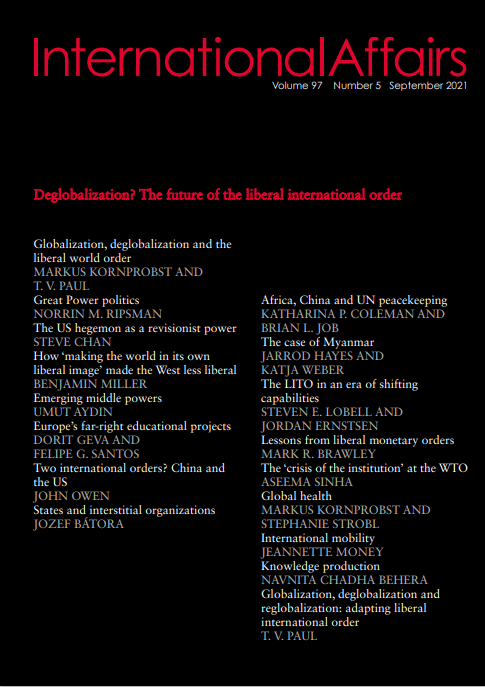 InternationalAffairs
Volume 97 Number 5 September 2021
Deglobalization? The future of the liberal international order
Globalization, deglobalization and the
liberal world order
MARKUS KORNPROBST AND
T. V. PAUL
Great Power politics
NORRIN M. RIPSMAN
The US hegemon as a revisionist power
STEVE CHAN
How ‘making the world in its own
liberal image’ made the West less liberal
BENJAMIN MILLER
Emerging middle powers
UMUT AYDIN
Europe’s far-right educational projects
DORIT GEVA AND
FELIPE G. SANTOS
Two international orders? China and
the US
JOHN OWEN
States and interstitial organizations
JOZEF BÁTORA
Africa, China and UN peacekeeping
KATHARINA P. COLEMAN AND
BRIAN L. JOB
The case of Myanmar
JARROD HAYES AND
KATJA WEBER
The LITO in an era of shifting
capabilities
STEVEN E. LOBELL AND
JORDAN ERNSTSEN
Lessons from liberal monetary orders
MARK R. BRAWLEY
The ‘crisis of the institution’ at the WTO
ASEEMA SINHA
Global health
MARKUS KORNPROBST AND
STEPHANIE STROBL
International mobility
JEANNETTE MONEY
Knowledge production
NAVNITA CHADHA BEHERA
Globalization, deglobalization and
reglobalization: adapting liberal
international order
T. V. PAUL